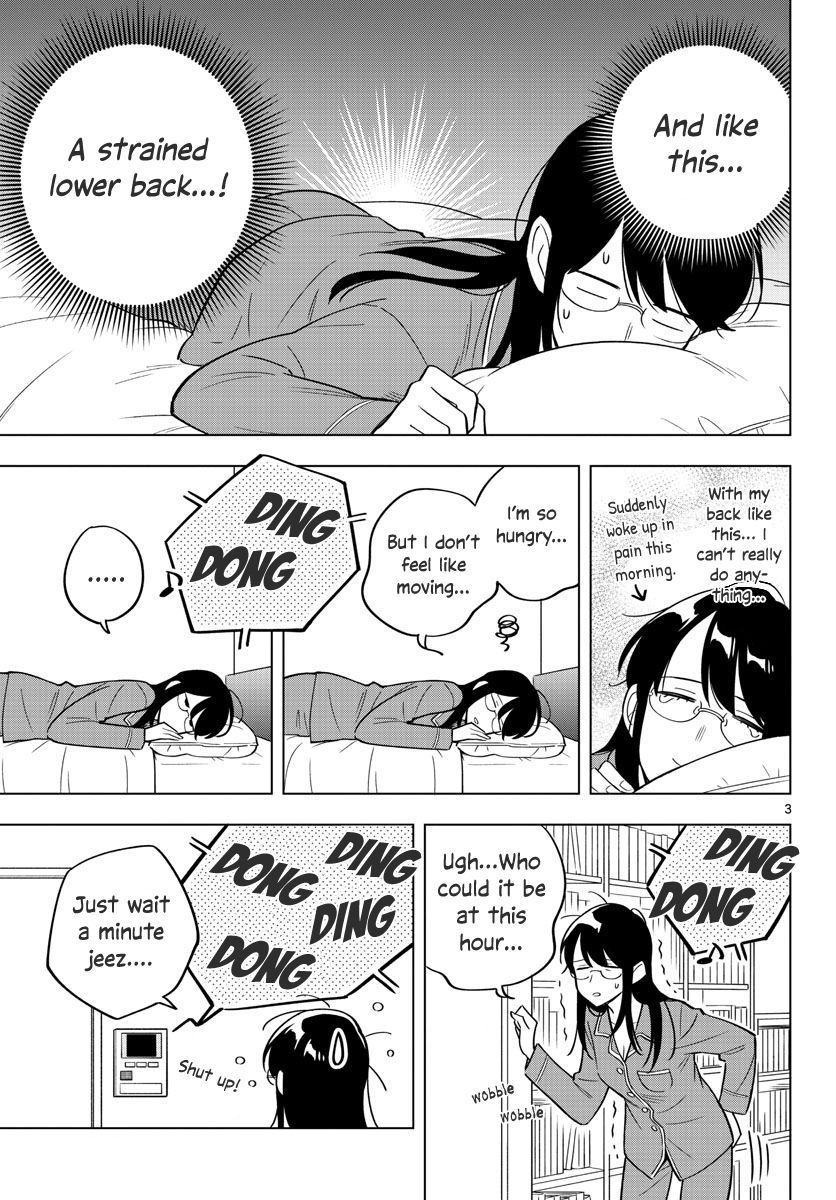 And like
this...
A strained
lower back...!
With my
back like
this... I
can't really
do any-
thing...
Suddenly
woke up in
pain this
morning.
I'm so
hungry...
But I don't
feel like
moving...
DING
DONG
.....
DING
DONG
Ugh...Who
could it be
at this
hour...
wobble
wobble
DING
DONG
DING
DONG
Just wait
a minute
jeez....
Shut up!
3